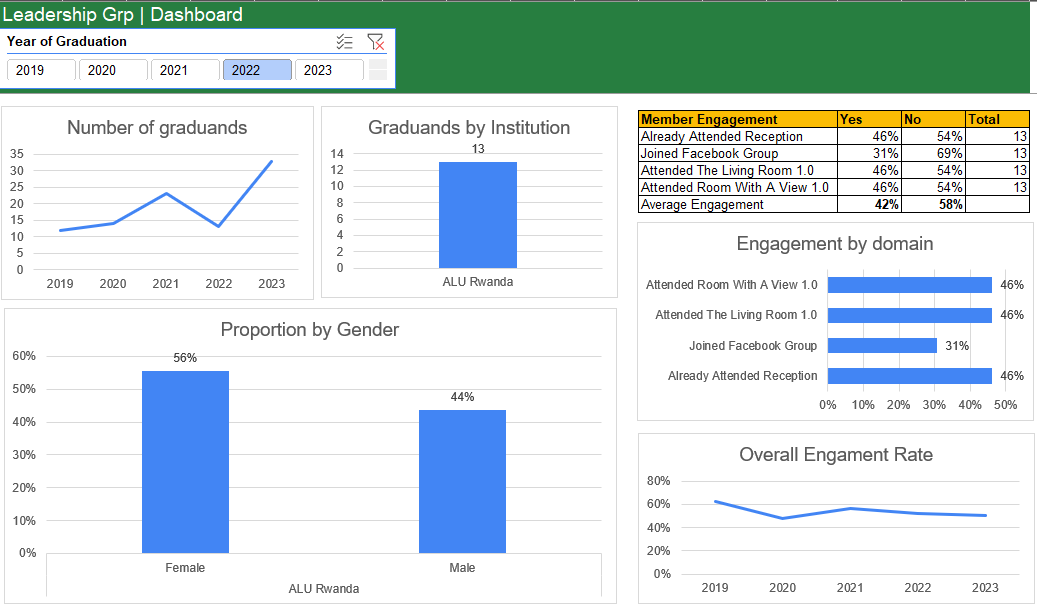 Leadership Grp | Dashboard
Year of Graduation
2019 2020 2021 2022 2023
Number of graduands
35
30
25
20
15
10
5
0
2019 2020 2021 2022 2023
Graduands by Institution
13
14
12
10
8
6
4
2
0
ALU Rwanda
Member Engagement Yes No Total
Already Attended Reception 46% 54% 13
Joined Facebook Group 31% 69% 13
Attended The Living Room 1.0 46% 54% 13
Attended Room With A View 1.0 46% 54% 13
Average Engagement 42% 58%
Engagement by domain
Attended Room With A View 1.0 46%
Attended The Living Room 1.0 46%
Joined Facebook Group 31%
Already Attended Reception 46%
0% 10% 20% 30% 40% 50%
Proportion by Gender
60%
50%
40%
30%
20%
10%
0%
56%
44%
Female Male
ALU Rwanda
Overall Engament Rate
80%
60%
40%
20%
0%
2019 2020 2021 2022 2023